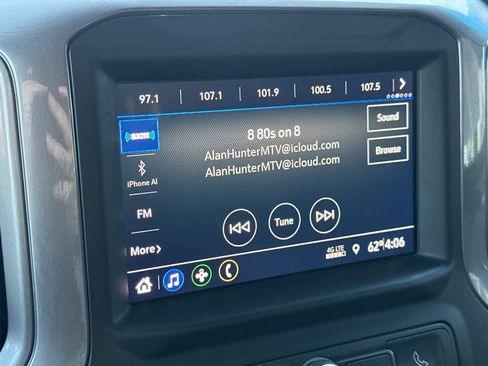 97.1 107.1 101.9 100.5 107.5
SXM
8 80s on 8
Sound
AlanHunterMTV@icloud.com
AlanHunterMTV@icloud.com
Browse
iPhone Al
FM
Tune
More
4G LTE
62° 4:06